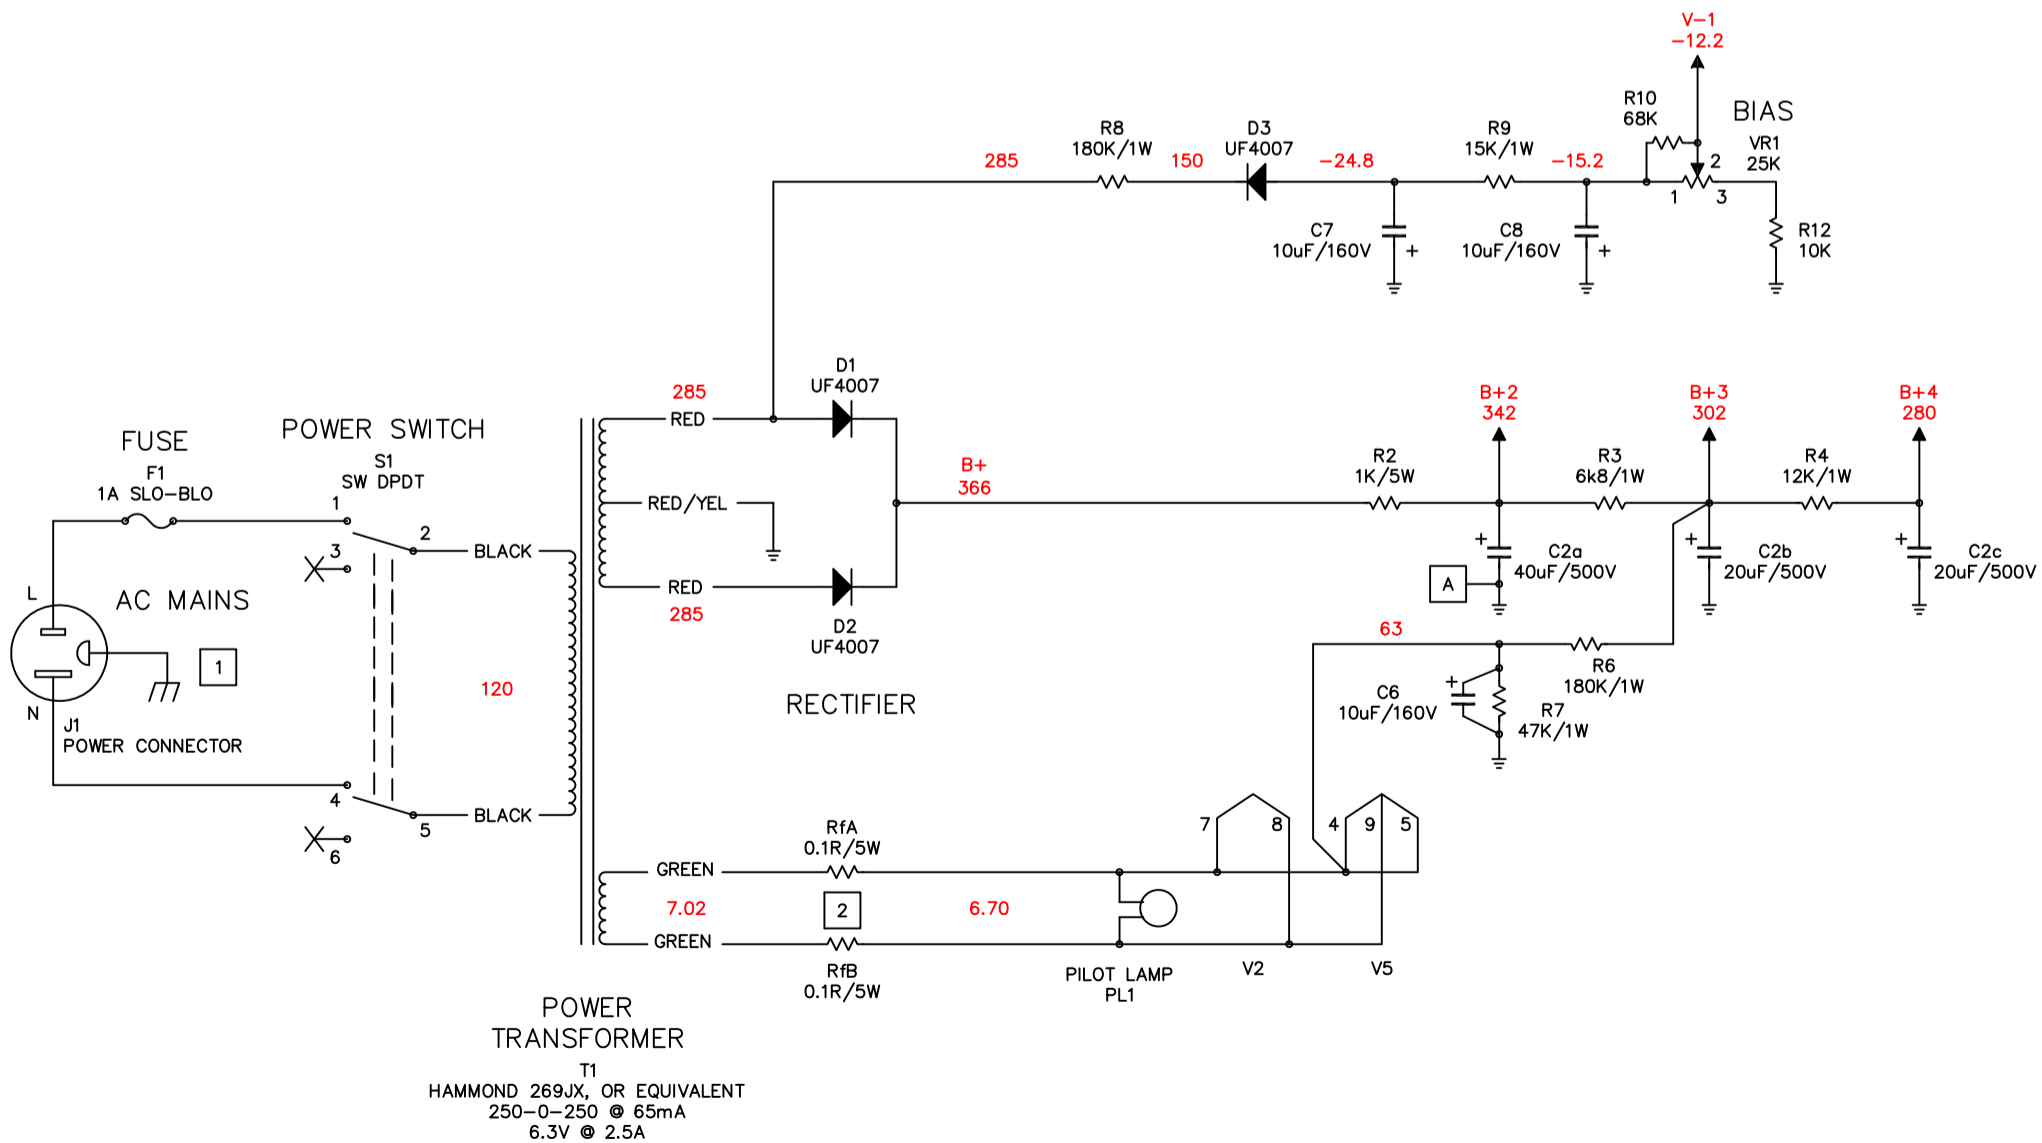 V-1
-12.2
R10
68K
BIAS
VR1
25K
R8
180K/1W
D3
UF4007
R9
15K/1W
285
150
-24.8
-15.2
2
1
3
C7
10uF/160V
+
C8
10uF/160V
+
R12
10K
D1
UF4007
285
RED
B+2
342
B+3
302
B+4
280
FUSE
F1
1A SLO-BLO
POWER SWITCH
S1
SW DPDT
B+
366
R2
1K/5W
R3
6k8/1W
R4
12K/1W
RED/YEL
1
2
3
BLACK
+
C2a
40uF/500V
+
C2b
20uF/500V
+
C2c
20uF/500V
A
L
AC MAINS
RED
285
D2
UF4007
63
1
120
RECTIFIER
R6
180K/1W
+
C6
10uF/160V
R7
47K/1W
N
J1
POWER CONNECTOR
4
5
6
BLACK
RfA
0.1R/5W
7
8
4
9
5
GREEN
7.02
2
6.70
GREEN
RfB
0.1R/5W
PILOT LAMP
PL1
V2
V5
POWER
TRANSFORMER
T1
HAMMOND 269JX, OR EQUIVALENT
250-0-250 @ 65mA
6.3V @ 2.5A